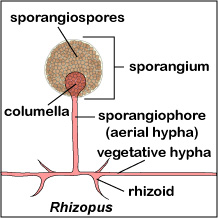 sporangiospores
sporangium
columella
sporangiophore
(aerial hypha)
vegetative hypha
rhizoid
Rhizopus